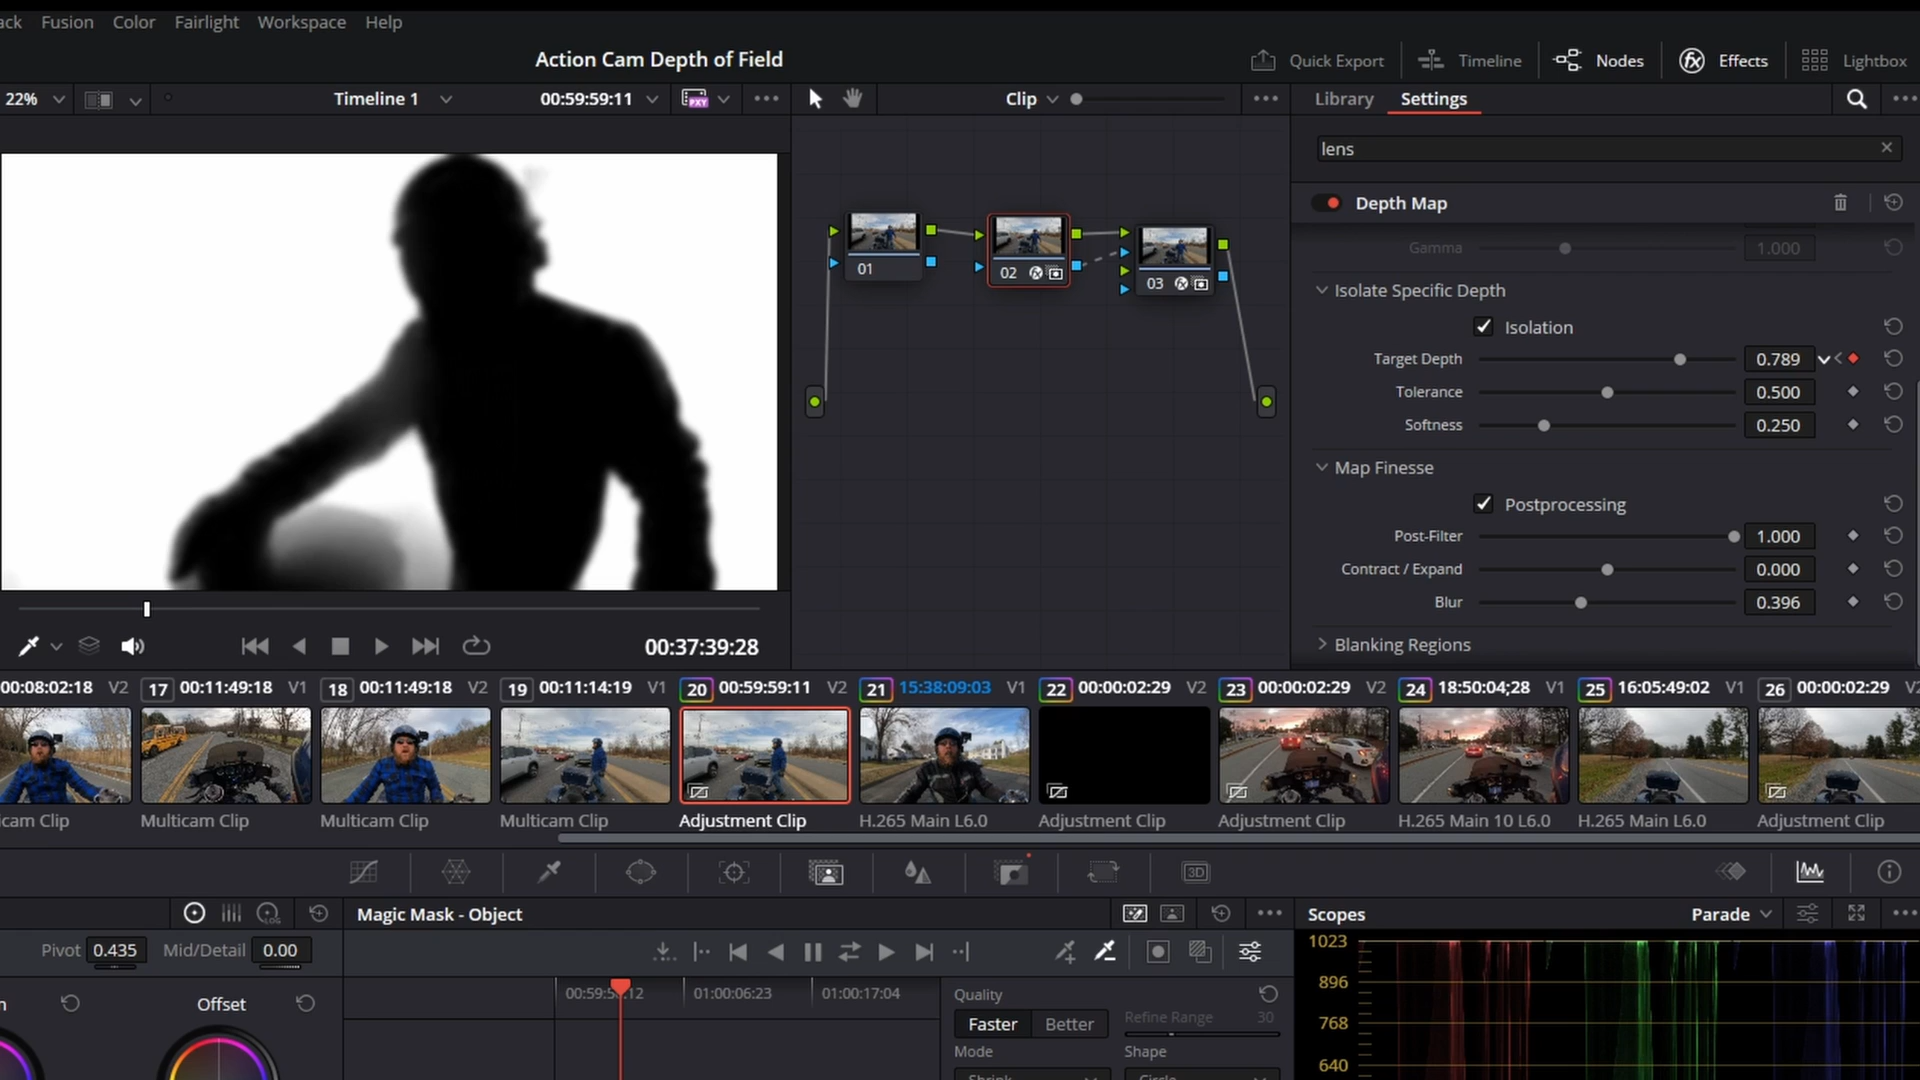 ack Fusion Color Fairlight Workspace Help
Action Cam Depth of Field
Quick Export Timeline Nodes Effects Lightbox
22% Timeline 1 00:59:59:11 PXY Clip Library Settings
lens
Depth Map
Gamma 1.000
Isolate Specific Depth
Isolation
Target Depth 0.789
Tolerance 0.500
Softness 0.250
Map Finesse
Postprocessing
Post-Filter 1.000
Contract / Expand 0.000
Blur 0.396
Blanking Regions
01
02
03
00:37:39:28
00:08:02:18 V2 17 00:11:49:18 V1 18 00:11:49:18 V2 19 00:11:14:19 V1 20 00:59:59:11 V2 21 15:38:09:03 V1 22 00:00:02:29 V2 23 00:00:02:29 V2 24 18:50:04;28 V1 25 16:05:49:02 V1 26 00:00:02:29 V2
cam Clip Multicam Clip Multicam Clip Multicam Clip Adjustment Clip H.265 Main L6.0 Adjustment Clip Adjustment Clip H.265 Main 10 L6.0 H.265 Main L6.0 Adjustment Clip
3D
LOG
Magic Mask - Object
Scopes Parade
Pivot 0.435 Mid/Detail 0.00
Offset
01:00:06:23 01:00:17:04
Quality
Faster Better
Refine Range 30
Mode Shape
Shrink Circle
1023
896
768
640